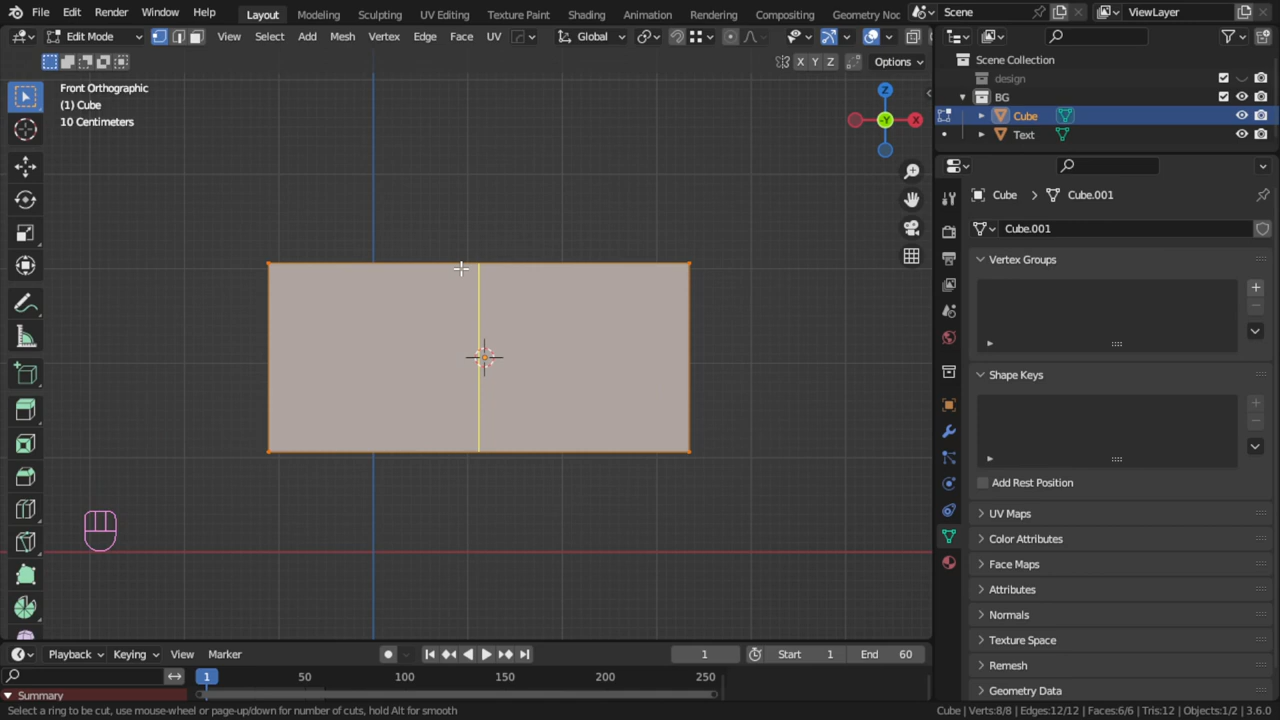 File Edit Render Window Help Layout Modeling Sculpting UV Editing Texture Paint Shading Animation Rendering Compositing Geometry Noc Scene ViewLayer
Edit Mode View Select Add Mesh Vertex Edge Face UV Global
X Y Z Options
Front Orthographic
(1) Cube
10 Centimeters
Z
-Y
X
Scene Collection
design
BG
Cube
Text
Cube > Cube.001
Cube.001
Vertex Groups
Shape Keys
Add Rest Position
UV Maps
Color Attributes
Face Maps
Attributes
Normals
Texture Space
Remesh
Geometry Data
Playback Keying View Marker 1 Start 1 End 60
1 50 100 150 200 250
Summary
Select a ring to be cut, use mouse-wheel or page-up/down for number of cuts, hold Alt for smooth
Cube | Verts:8/8 | Edges:12/12 | Faces:6/6 | Tris:12 | Objects:1/2 | 3.6.0